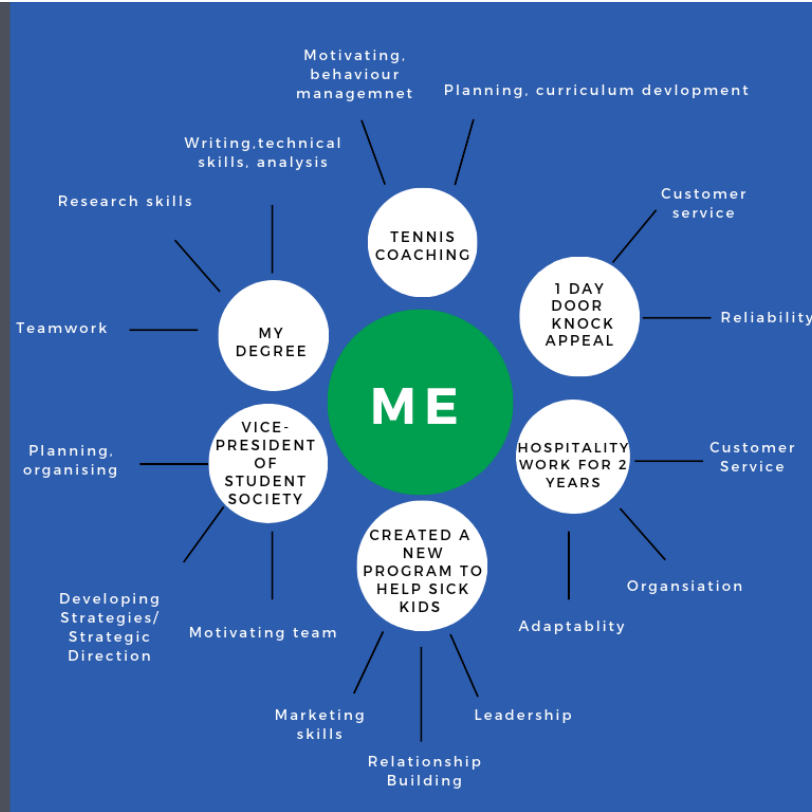 Motivating,
behaviour
managemnet
Planning, curriculum devlopment
Writing,technical
skills, analysis
Research skills
Teamwork
TENNIS
COACHING
Customer
service
Reliability
1 DAY
DOOR
KNOCK
APPEAL
MY
DEGREE
ME
VICE-
PRESIDENT
OF
STUDENT
SOCIETY
Planning,
organising
Developing
Strategies/
Strategic
Direction
Motivating team
HOSPITALITY
WORK FOR 2
YEARS
Customer
Service
Organsiation
Adaptablity
CREATED A
NEW
PROGRAM TO
HELP SICK
KIDS
Marketing
skills
Relationship
Building
Leadership